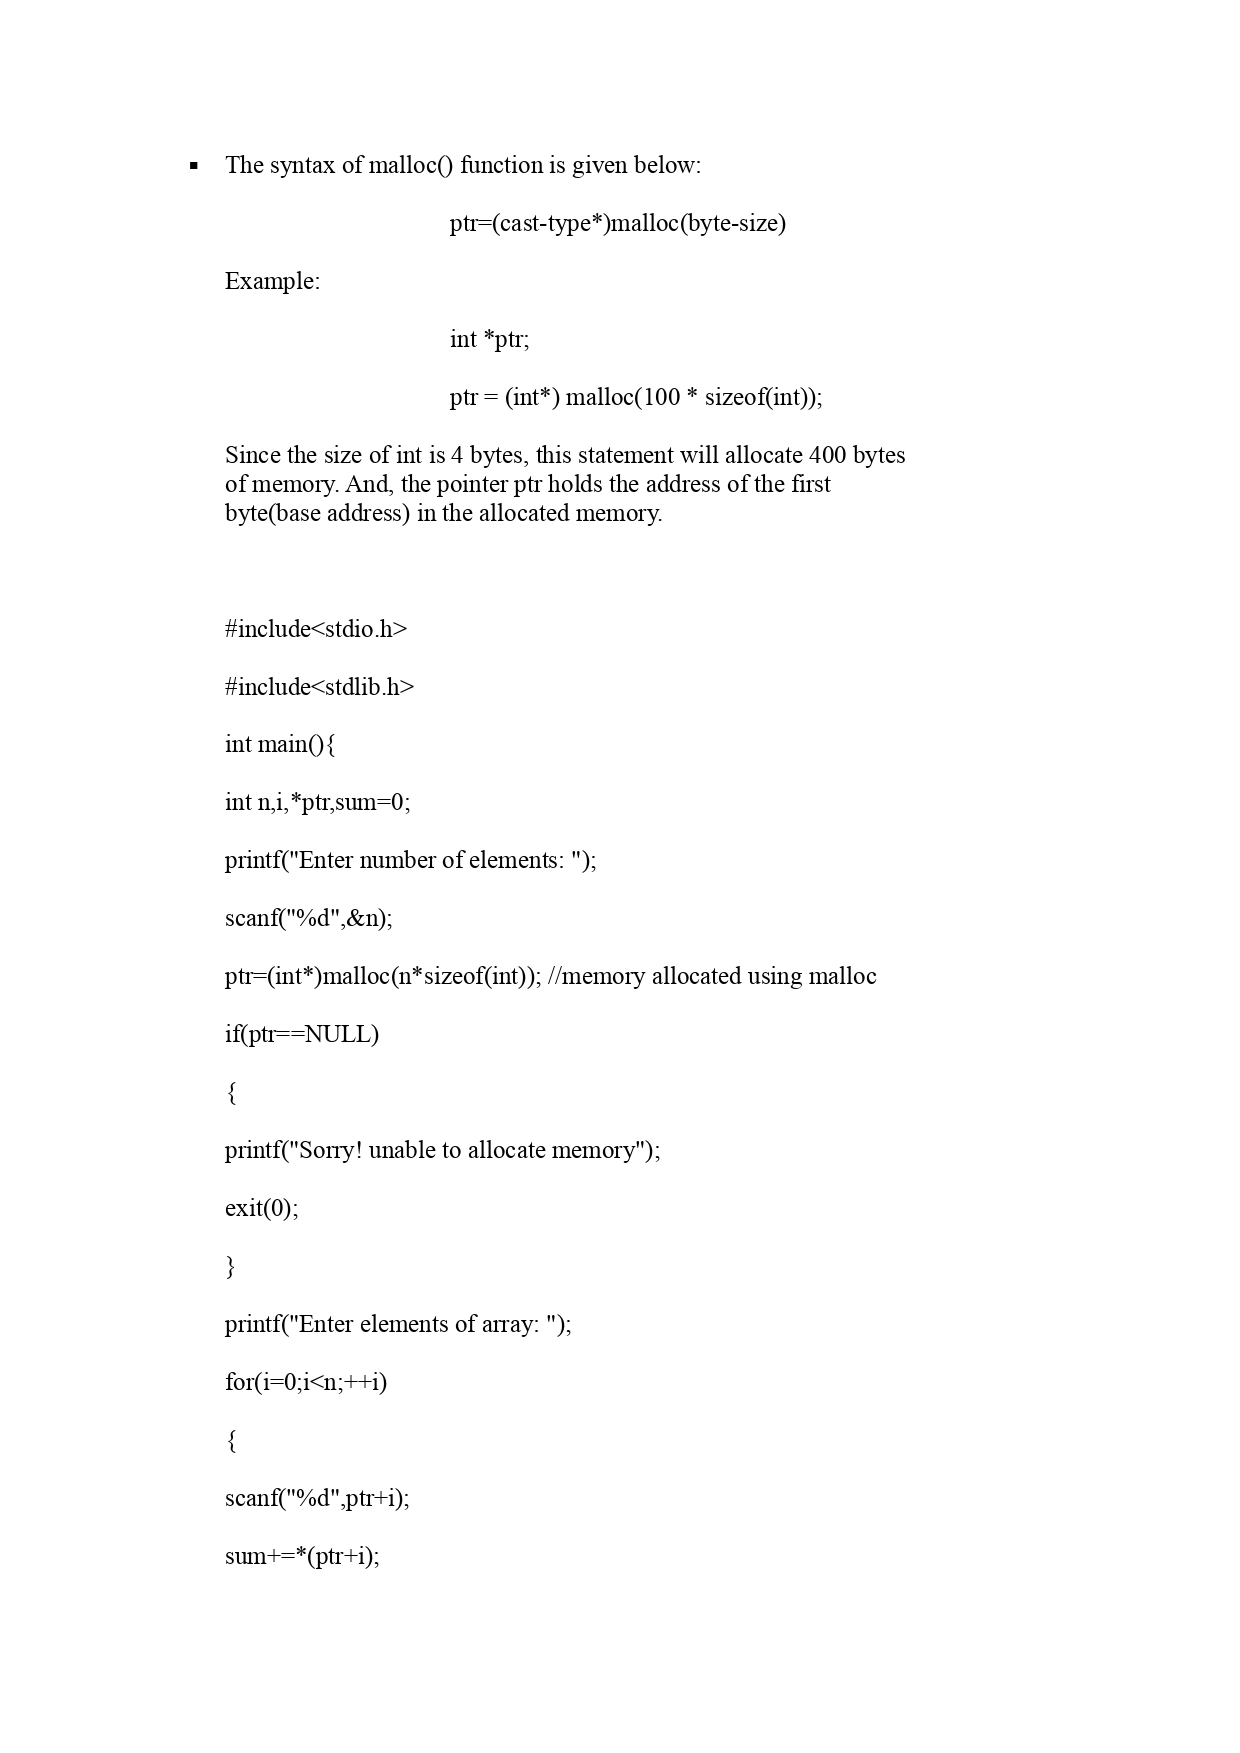 ▪ The syntax of malloc() function is given below:
ptr=(cast-type*)malloc(byte-size)
Example:
int *ptr;
ptr = (int*) malloc(100 * sizeof(int));
Since the size of int is 4 bytes, this statement will allocate 400 bytes
of memory. And, the pointer ptr holds the address of the first
byte(base address) in the allocated memory.
#include<stdio.h>
#include<stdlib.h>
int main(){
int n,i,*ptr,sum=0;
printf("Enter number of elements: ");
scanf("%d",&n);
ptr=(int*)malloc(n*sizeof(int)); //memory allocated using malloc
if(ptr==NULL)
{
printf("Sorry! unable to allocate memory");
exit(0);
}
printf("Enter elements of array: ");
for(i=0;i<n;++i)
{
scanf("%d",ptr+i);
sum+=*(ptr+i);